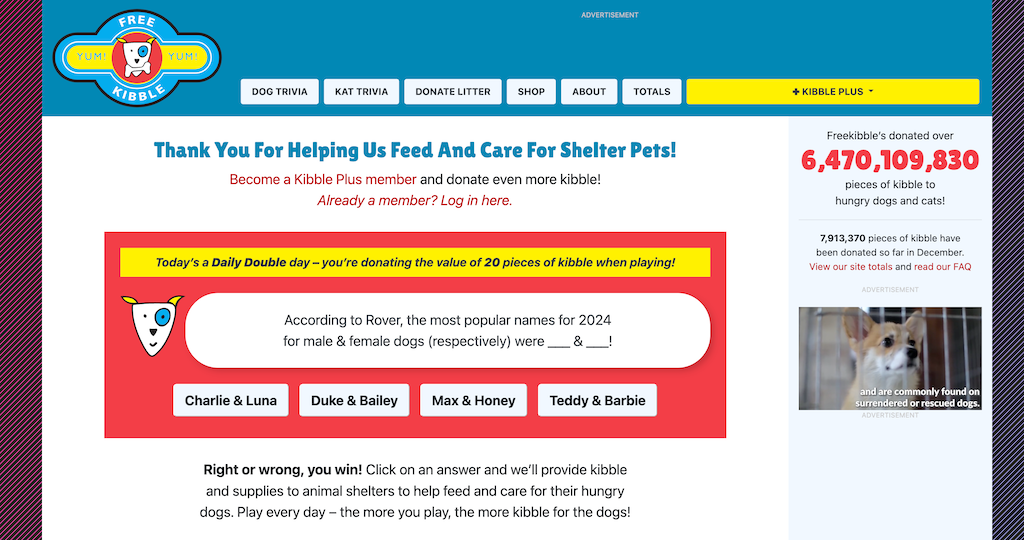 ADVERTISEMENT
FREE
YUM! YUM!
KIBBLE
DOG TRIVIA
KAT TRIVIA
DONATE LITTER
SHOP
ABOUT
TOTALS
✚ KIBBLE PLUS
Thank You For Helping Us Feed And Care For Shelter Pets!
Become a Kibble Plus member and donate even more kibble!
Already a member? Log in here.
Today's a Daily Double day – you're donating the value of 20 pieces of kibble when playing!
According to Rover, the most popular names for 2024
for male & female dogs (respectively) were ___ & ___!
Charlie & Luna
Duke & Bailey
Max & Honey
Teddy & Barbie
Right or wrong, you win! Click on an answer and we'll provide kibble
and supplies to animal shelters to help feed and care for their hungry
dogs. Play every day – the more you play, the more kibble for the dogs!
Freekibble's donated over
6,470,109,830
pieces of kibble to
hungry dogs and cats!
7,913,370 pieces of kibble have
been donated so far in December.
View our site totals and read our FAQ
ADVERTISEMENT
and are commonly found on
surrendered or rescued dogs.
ADVERTISEMENT